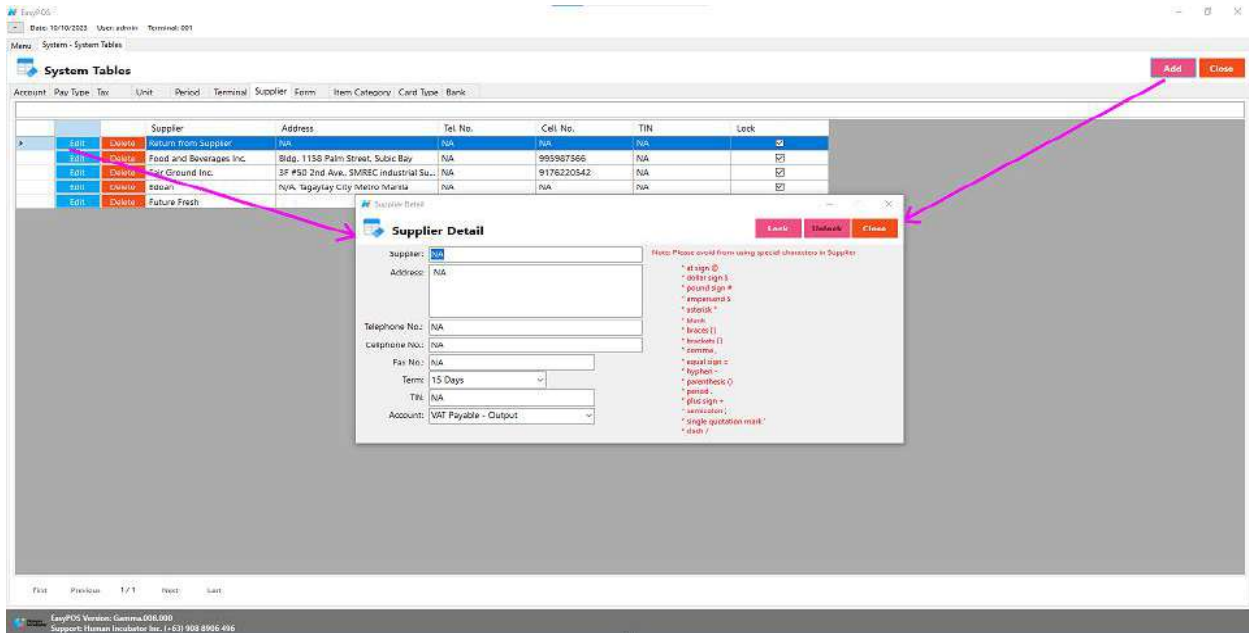 EasyPOS
Date: 10/10/2023 User: admin Terminal: 001
Menu System - System Tables
System Tables
Add Close
Account Pay Type Tax Unit Period Terminal Supplier Form Item Category Card Type Bank
Supplier Address Tel. No. Cell. No. TIN Lock
Edit Delete Return from Supplier NA NA NA NA
Edit Delete Food and Beverages Inc. Bldg. 1158 Palm Street, Subic Bay NA 995987566 NA
Edit Delete Fair Ground Inc. 3F #50 2nd Ave., SMREC industrial Su... NA 9176220342 NA
Edit Delete Edoan N/A, Tagaytay City Metro Manila NA NA NA
Edit Delete Future Fresh
Supplier Detail
Supplier Detail
Lock Unlock Close
Supplier: NA
Note: Please avoid from using special characters in Supplier
Address: NA
* at sign @
* dollar sign $
* pound sign #
* ampersand &
* asterisk *
* blank
* braces {}
* brackets []
* comma ,
* equal sign =
* hyphen -
* parenthesis ()
* period .
* plus sign +
* semicolon ;
* single quotation mark '
* dash /
Telephone No.: NA
Cellphone No.: NA
Fax No.: NA
Term: 15 Days
TIN: NA
Account: VAT Payable - Output
First Previous 1 / 1 Next Last
EasyPOS Version: Gamma.008.000
Support: Human Incubator Inc. (+63) 908 8906 496